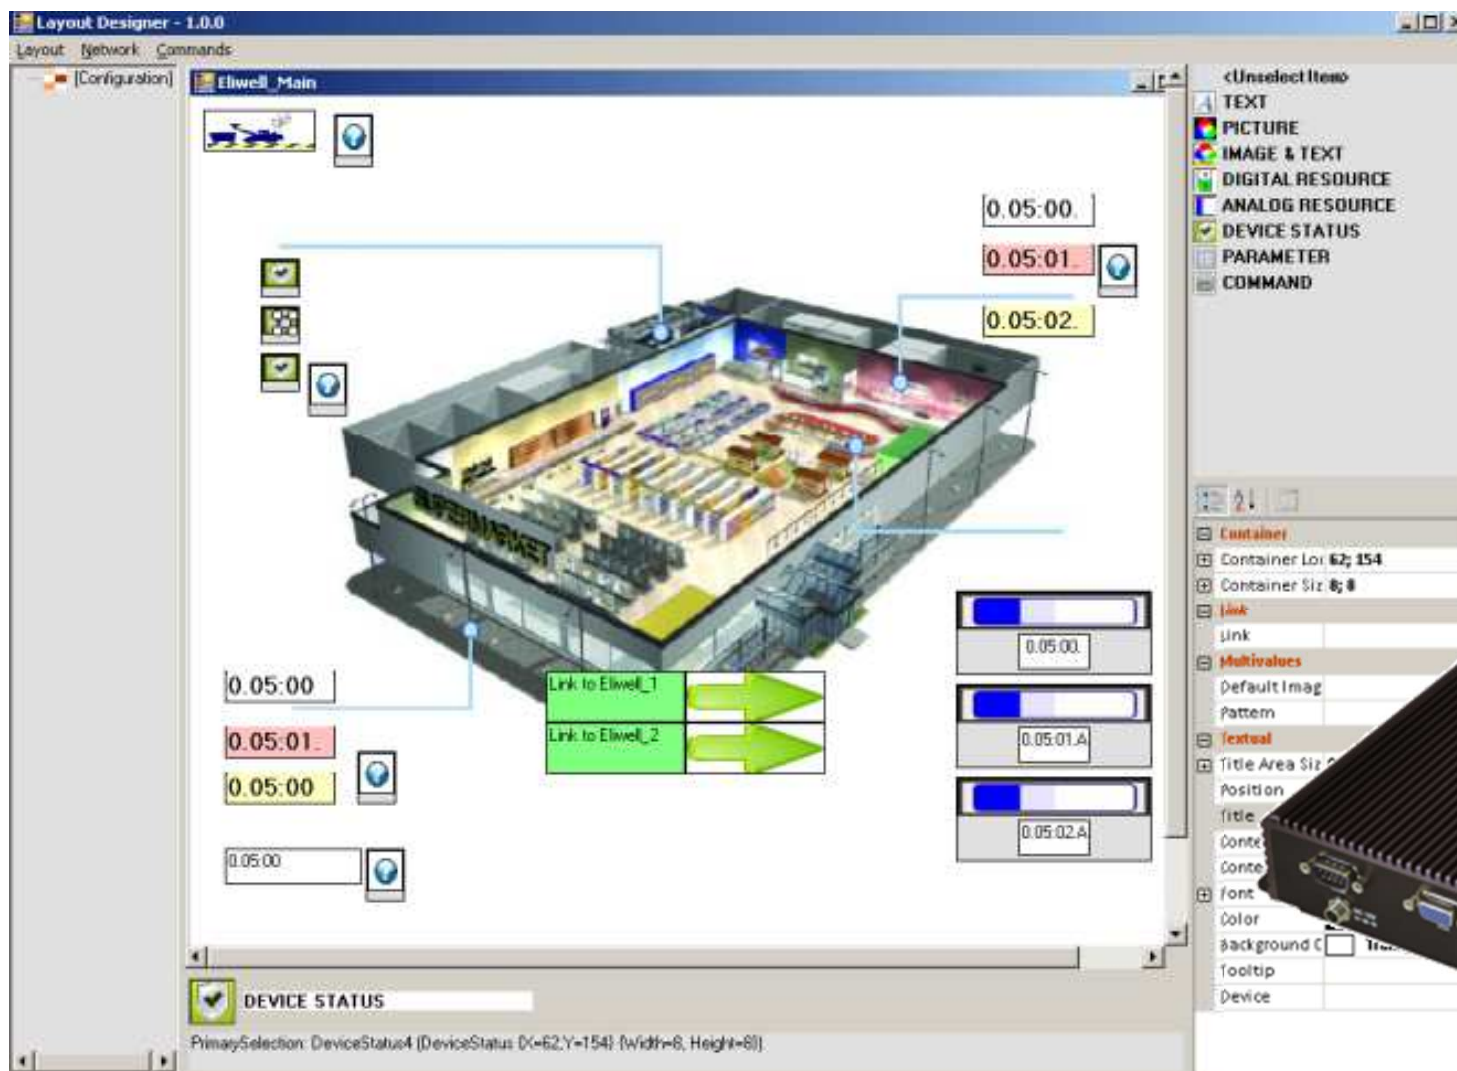 Layout Designer - 1.0.0
Layout Network Commands
[Configuration]
Eliwell_Main
<Unselect Item>
TEXT
PICTURE
IMAGE & TEXT
DIGITAL RESOURCE
ANALOG RESOURCE
DEVICE STATUS
PARAMETER
COMMAND
0.05:00.
0.05:01.
0.05:02.
SUPERMARKET
0.05:00
0.05:01.
0.05:00
0.05:00
Link to Eliwell_1
Link to Eliwell_2
0.05:00.
0.05:01.A
0.05:02.A
Container
Container Loc 62; 154
Container Siz 8; 8
Link
Link
Multivalues
Default Imag
Pattern
Textual
Title Area Siz
Position
Title
Conte
Conte
Font
Color
Background C
Tooltip
Device
DEVICE STATUS
PrimarySelection: DeviceStatus4 (DeviceStatus {X=62,Y=154} {Width=8, Height=8})